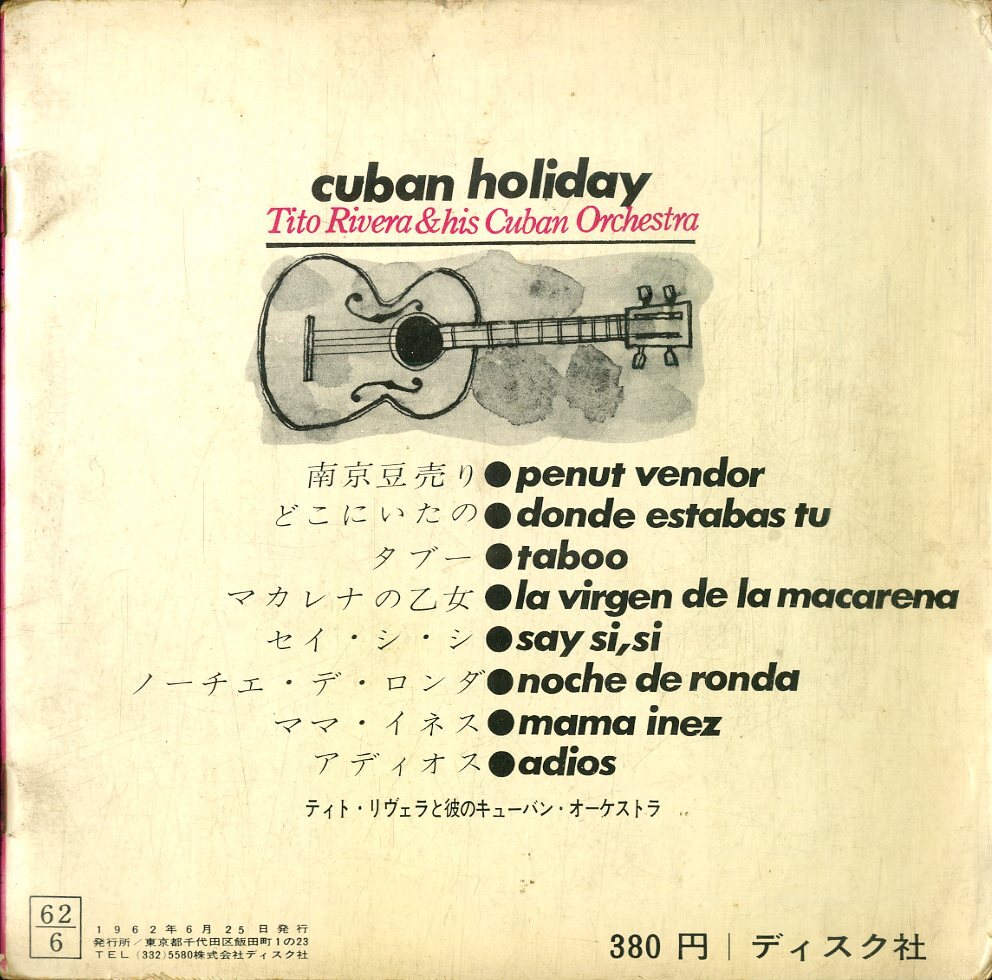 cuban holiday
Tito Rivera & his Cuban Orchestra
南京豆売り●penut vendor
どこにいたの●donde estabas tu
タブー●taboo
マカレナの乙女●la virgen de la macarena
セイ・シ・シ●say si, si
ノーチェ・デ・ロンダ●noche de ronda
ママ・イネス●mama inez
アディオス●adios
ティト・リヴェラと彼のキューバン・オーケストラ
62
6
1962年6月25日発行
発行所/東京都千代田区飯田町1の23
TEL (332) 5580株式会社ディスク社
380 円 | ディスク社